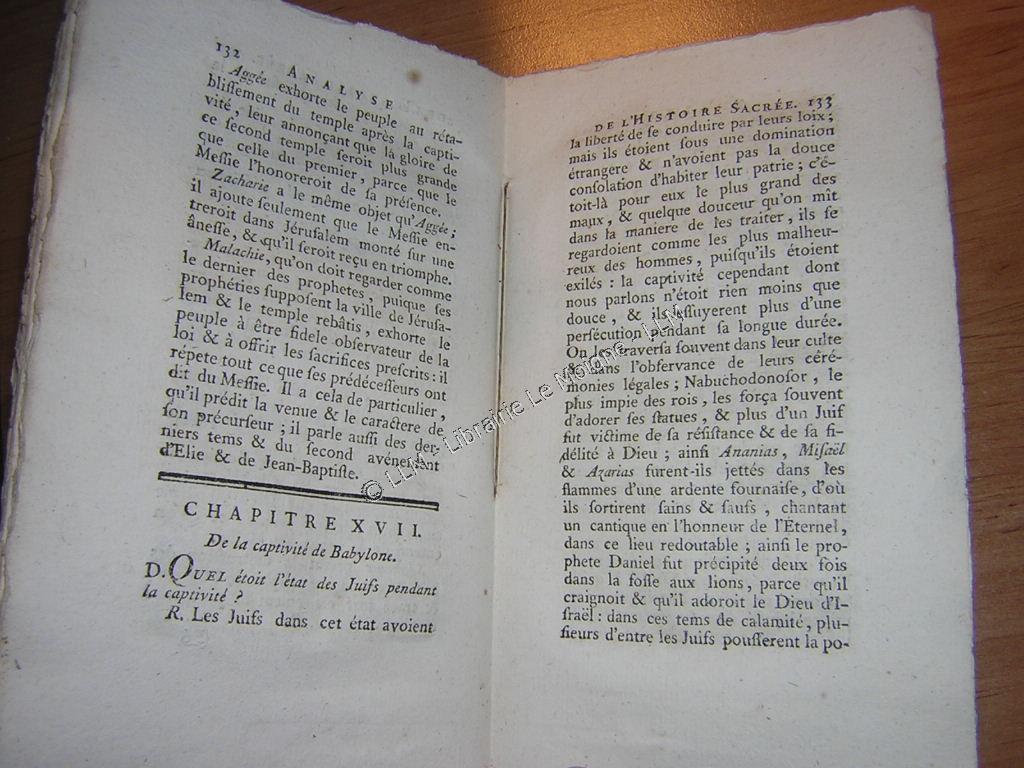 132 ANALYSE
Aggée exhorte le peuple au réta-
bliſſement du temple après la capti-
vité, leur annonçant que la gloire de
ce ſecond temple ſeroit plus grande
que celle du premier, parce que le
Meſſie l'honoreroit de ſa préſence.
Zacharie a le même objet qu'Aggée;
il ajoute ſeulement que le Meſſie en-
treroit dans Jéruſalem monté ſur une
âneſſe, & qu'il ſeroit reçu en triomphe.
Malachie, qu'on doit regarder comme
le dernier des prophetes, puique ſes
prophéties ſuppoſent la ville de Jéruſa-
lem & le temple rebâtis, exhorte le
peuple à être fidele obſervateur de la
loi & à offrir les ſacrifices preſcrits: il
répete tout ce que ſes prédéceſſeurs ont
dit du Meſſie. Il a cela de particulier,
qu'il prédit la venue & le caractere de
ſon précurſeur; il parle auſſi des der-
niers tems & du ſecond avénement
d'Elie & de Jean-Baptiſte.
CHAPITRE XVII.
De la captivité de Babylone.
D. QUEL étoit l'état des Juifs pendant
la captivité?
R. Les Juifs dans cet état avoient
DE L'HISTOIRE SACRÉE. 133
la liberté de ſe conduire par leurs loix;
mais ils étoient ſous une domination
étrangere & n'avoient pas la douce
conſolation d'habiter leur patrie; c'é-
toit-là pour eux le plus grand des
maux, & quelque douceur qu'on mît
dans la maniere de les traiter, ils ſe
regardoient comme les plus malheu-
reux des hommes, puiſqu'ils étoient
exilés: la captivité cependant dont
nous parlons n'étoit rien moins que
douce, & ils eſſuyerent plus d'une
perſécution pendant ſa longue durée.
On les traverſa ſouvent dans leur culte
& dans l'obſervance de leurs céré-
monies légales; Nabuchodonoſor, le
plus impie des rois, les força ſouvent
d'adorer ſes ſtatues, & plus d'un Juif
fut victime de ſa réſiſtance & de ſa fi-
délité à Dieu; ainſi Ananias, Miſaël
& Azarias furent-ils jettés dans les
flammes d'une ardente fournaiſe, d'où
ils ſortirent ſains & ſaufs, chantant
un cantique en l'honneur de l'Éternel,
dans ce lieu redoutable; ainſi le pro-
phete Daniel fut précipité deux fois
dans la foſſe aux lions, parce qu'il
craignoit & qu'il adoroit le Dieu d'I-
ſraël: dans ces tems de calamité, plu-
ſieurs d'entre les Juifs pouſſerent la po-
© LLM - Librairie Le Moigne - LLM